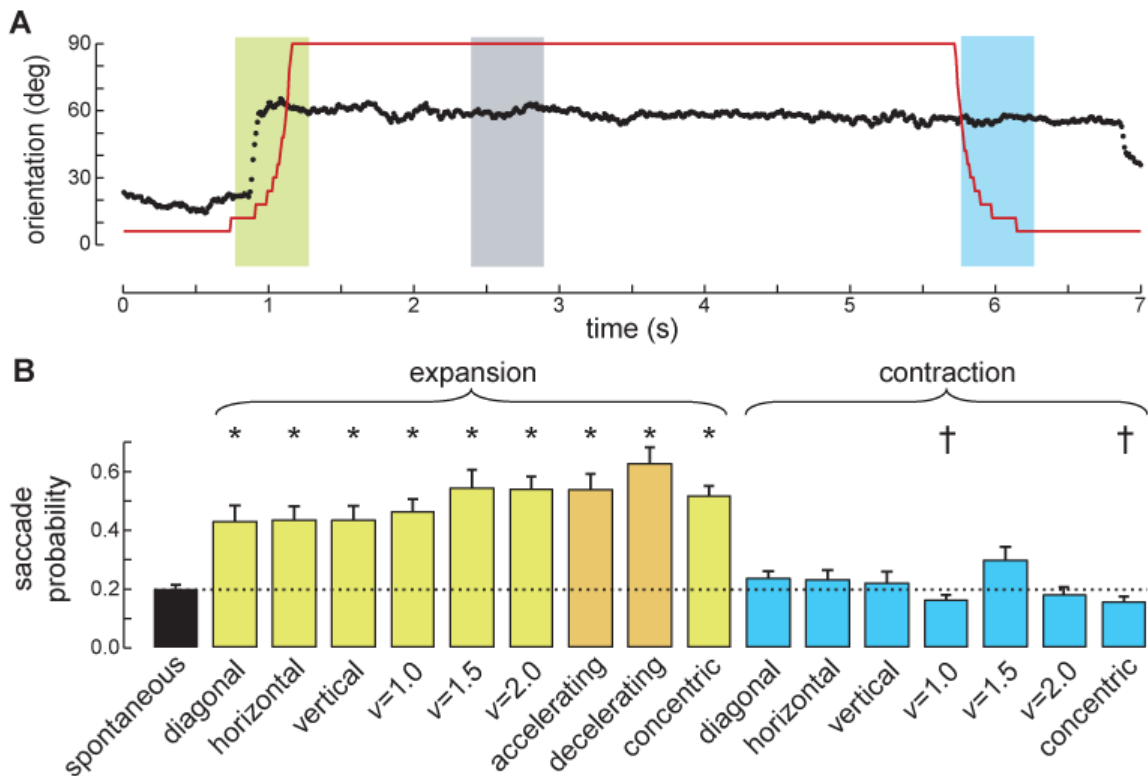 A
orientation (deg)
90
60
30
0
0 1 2 3 4 5 6 7
time (s)
B
expansion contraction
* * * * * * * * * † †
saccade
probability
0.6
0.4
0.2
0.0
spontaneous
diagonal
horizontal
vertical
v=1.0
v=1.5
v=2.0
accelerating
decelerating
concentric
diagonal
horizontal
vertical
v=1.0
v=1.5
v=2.0
concentric